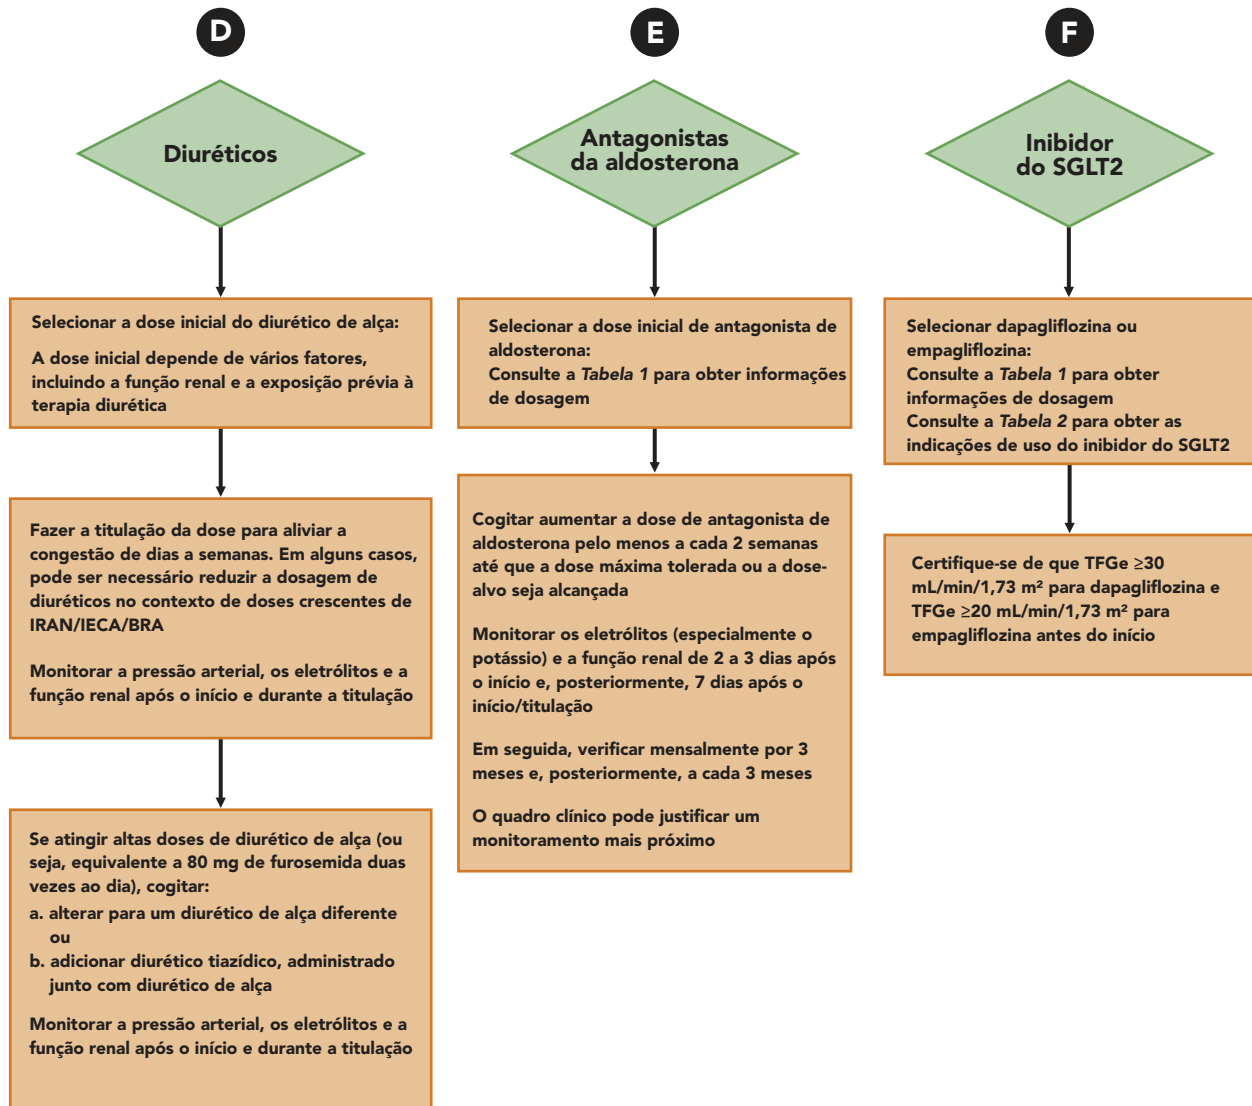 D
Diuréticos
Selecionar a dose inicial do diurético de alça:
A dose inicial depende de vários fatores,
incluindo a função renal e a exposição prévia à
terapia diurética
Fazer a titulação da dose para aliviar a
congestão de dias a semanas. Em alguns casos,
pode ser necessário reduzir a dosagem de
diuréticos no contexto de doses crescentes de
IRAN/IECA/BRA
Monitorar a pressão arterial, os eletrólitos e a
função renal após o início e durante a titulação
Se atingir altas doses de diurético de alça (ou
seja, equivalente a 80 mg de furosemida duas
vezes ao dia), cogitar:
a. alterar para um diurético de alça diferente
ou
b. adicionar diurético tiazídico, administrado
junto com diurético de alça
Monitorar a pressão arterial, os eletrólitos e a
função renal após o início e durante a titulação
E
Antagonistas
da aldosterona
Selecionar a dose inicial de antagonista de
aldosterona:
Consulte a Tabela 1 para obter informações
de dosagem
Cogitar aumentar a dose de antagonista de
aldosterona pelo menos a cada 2 semanas
até que a dose máxima tolerada ou a dose-
alvo seja alcançada
Monitorar os eletrólitos (especialmente o
potássio) e a função renal de 2 a 3 dias após
o início e, posteriormente, 7 dias após o
início/titulação
Em seguida, verificar mensalmente por 3
meses e, posteriormente, a cada 3 meses
O quadro clínico pode justificar um
monitoramento mais próximo
F
Inibidor
do SGLT2
Selecionar dapagliflozina ou
empagliflozina:
Consulte a Tabela 1 para obter
informações de dosagem
Consulte a Tabela 2 para obter as
indicações de uso do inibidor do SGLT2
Certifique-se de que TFGe ≥30
mL/min/1,73 m² para dapagliflozina e
TFGe ≥20 mL/min/1,73 m² para
empagliflozina antes do início